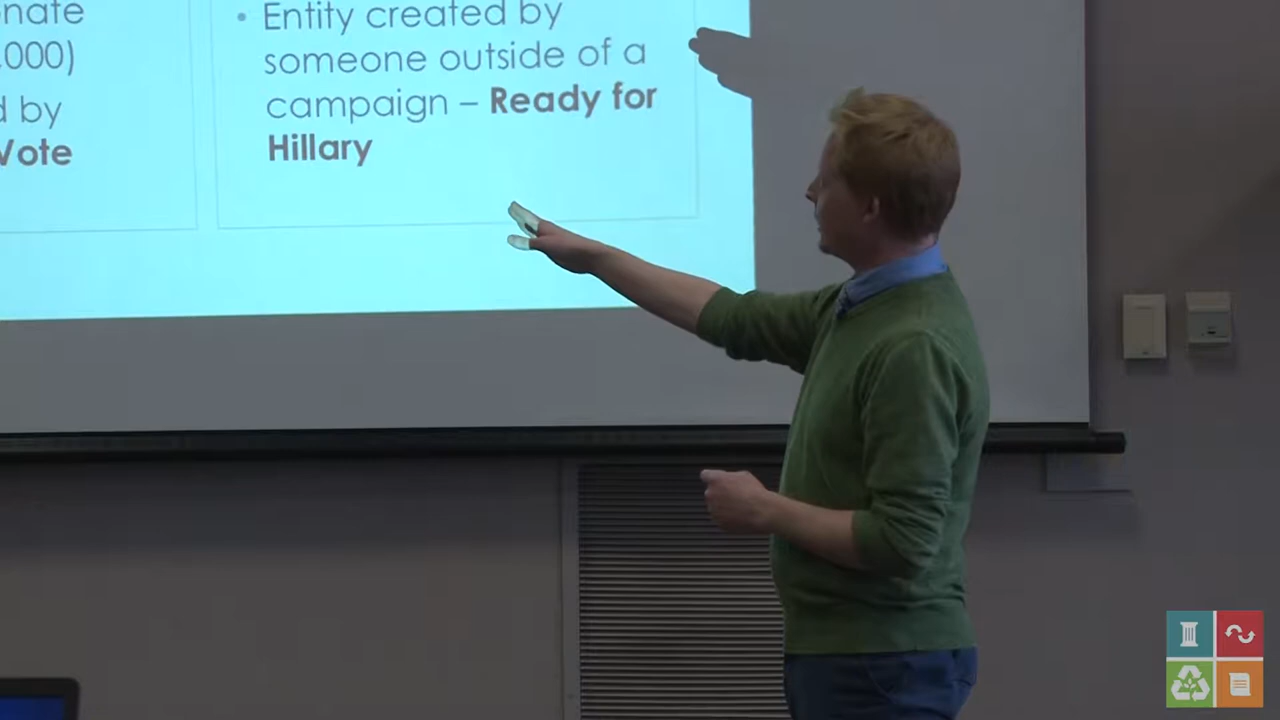 nate
,000)
d by
Vote
• Entity created by
someone outside of a
campaign – Ready for
Hillary